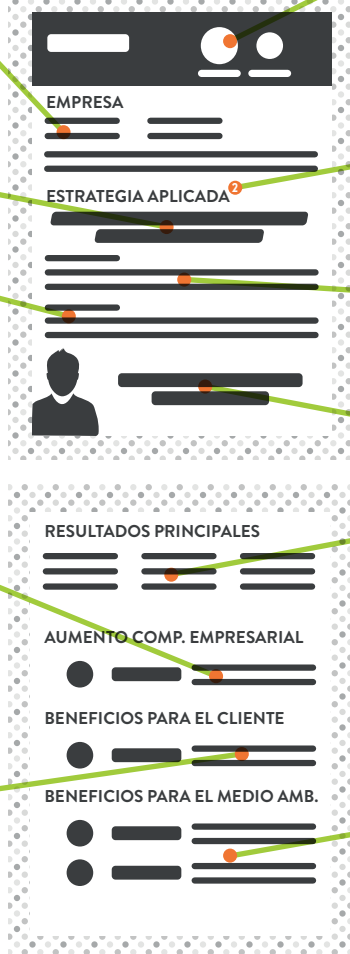 EMPRESA
ESTRATEGIA APLICADA 2
RESULTADOS PRINCIPALES
AUMENTO COMP. EMPRESARIAL
BENEFICIOS PARA EL CLIENTE
BENEFICIOS PARA EL MEDIO AMB.